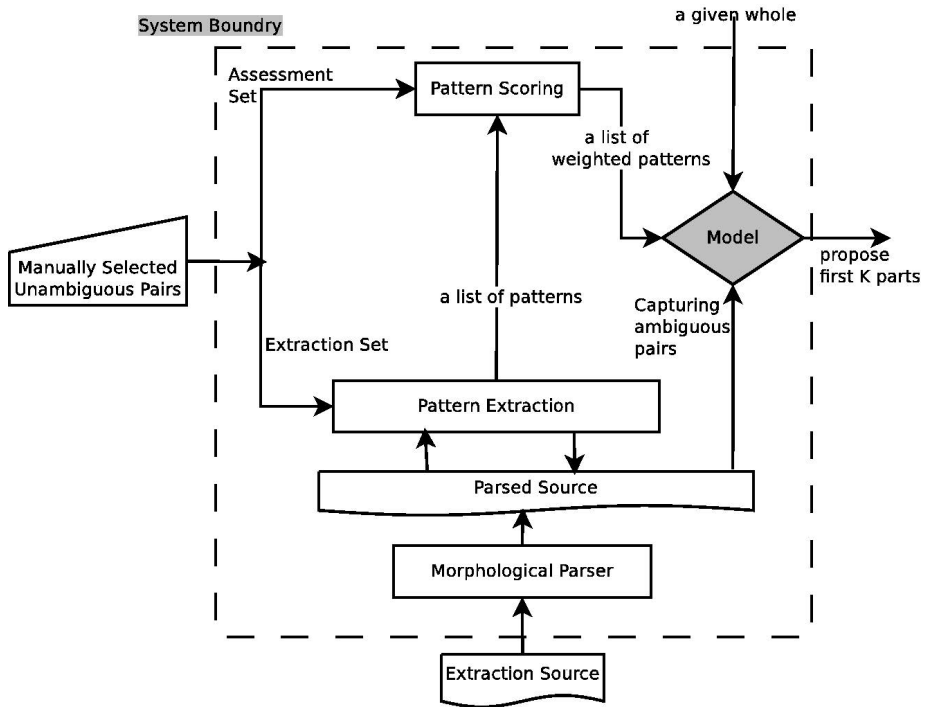 a given whole
System Boundry
Assessment
Set
Pattern Scoring
a list of
weighted patterns
Model
propose
first K parts
Manually Selected
Unambiguous Pairs
a list of patterns
Capturing
ambiguous
pairs
Extraction Set
Pattern Extraction
Parsed Source
Morphological Parser
Extraction Source